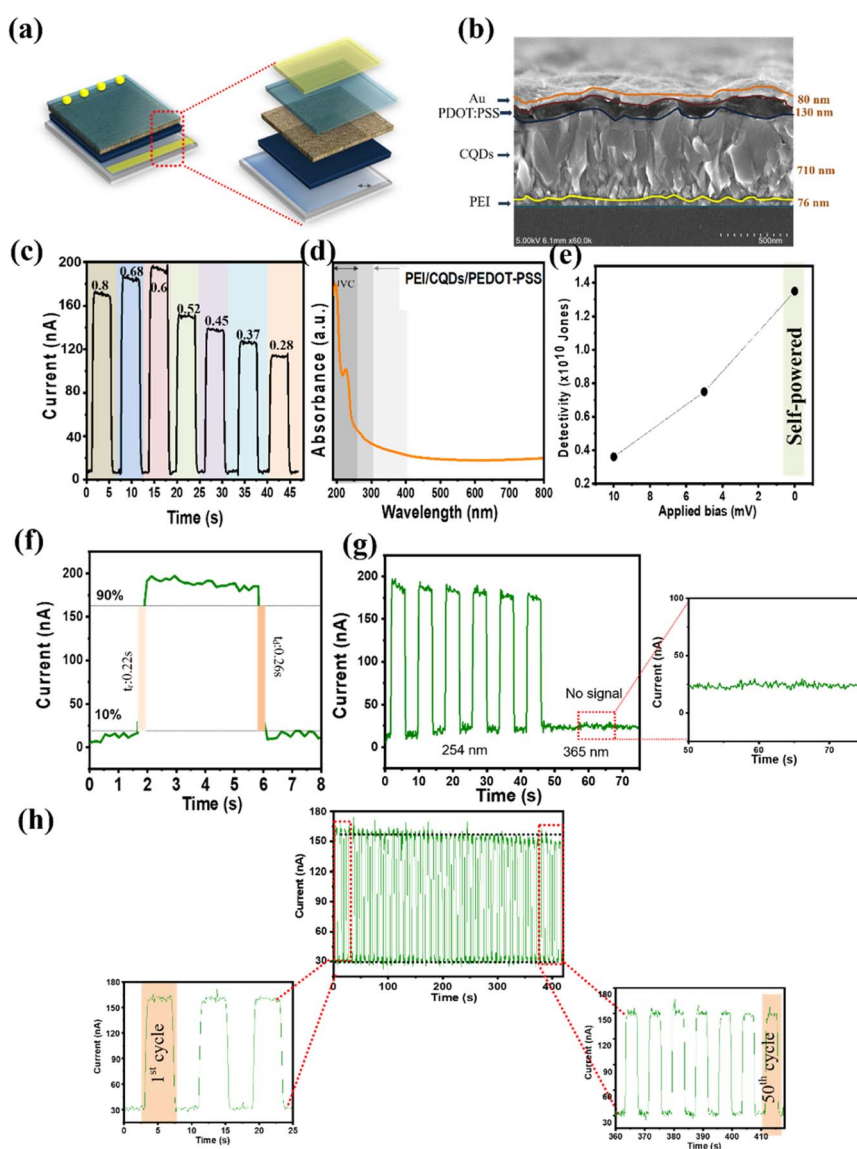 (a)
(b)
Au
PDOT:PSS
CQDs
PEI
80 nm
130 nm
710 nm
76 nm
5.00kV 6.1mm x60.0k
500nm
(c)
Current (nA)
200
160
120
80
40
0
0.8
0.68
0.6
0.52
0.45
0.37
0.28
0 5 10 15 20 25 30 35 40 45
Time (s)
(d)
Absorbance (a.u.)
PEI/CQDs/PEDOT-PSS
200 300 400 500 600 700 800
Wavelength (nm)
(e)
Detectivity (x10¹⁰ Jones)
1.4
1.2
1.0
0.8
0.6
0.4
0.2
Self-powered
10 8 6 4 2 0
Applied bias (mV)
(f)
Current (nA)
200
150
100
50
0
90%
10%
tᵣ:0.22s
0 1 2 3 4 5 6 7 8
Time (s)
(g)
Current (nA)
200
150
100
50
0
No signal
254 nm
365 nm
0 10 20 30 40 50 60 70
Time (s)
Current (nA)
100
50
0
50 60 70
Time (s)
(h)
Current (nA)
180
150
120
90
60
30
0 100 200 300 400
Time (s)
Current (nA)
180
150
120
90
60
30
1st cycle
0 5 10 15 20 25
Time (s)
Current (nA)
180
150
120
90
60
30
50th cycle
360 370 380 390 400 410
Time (s)